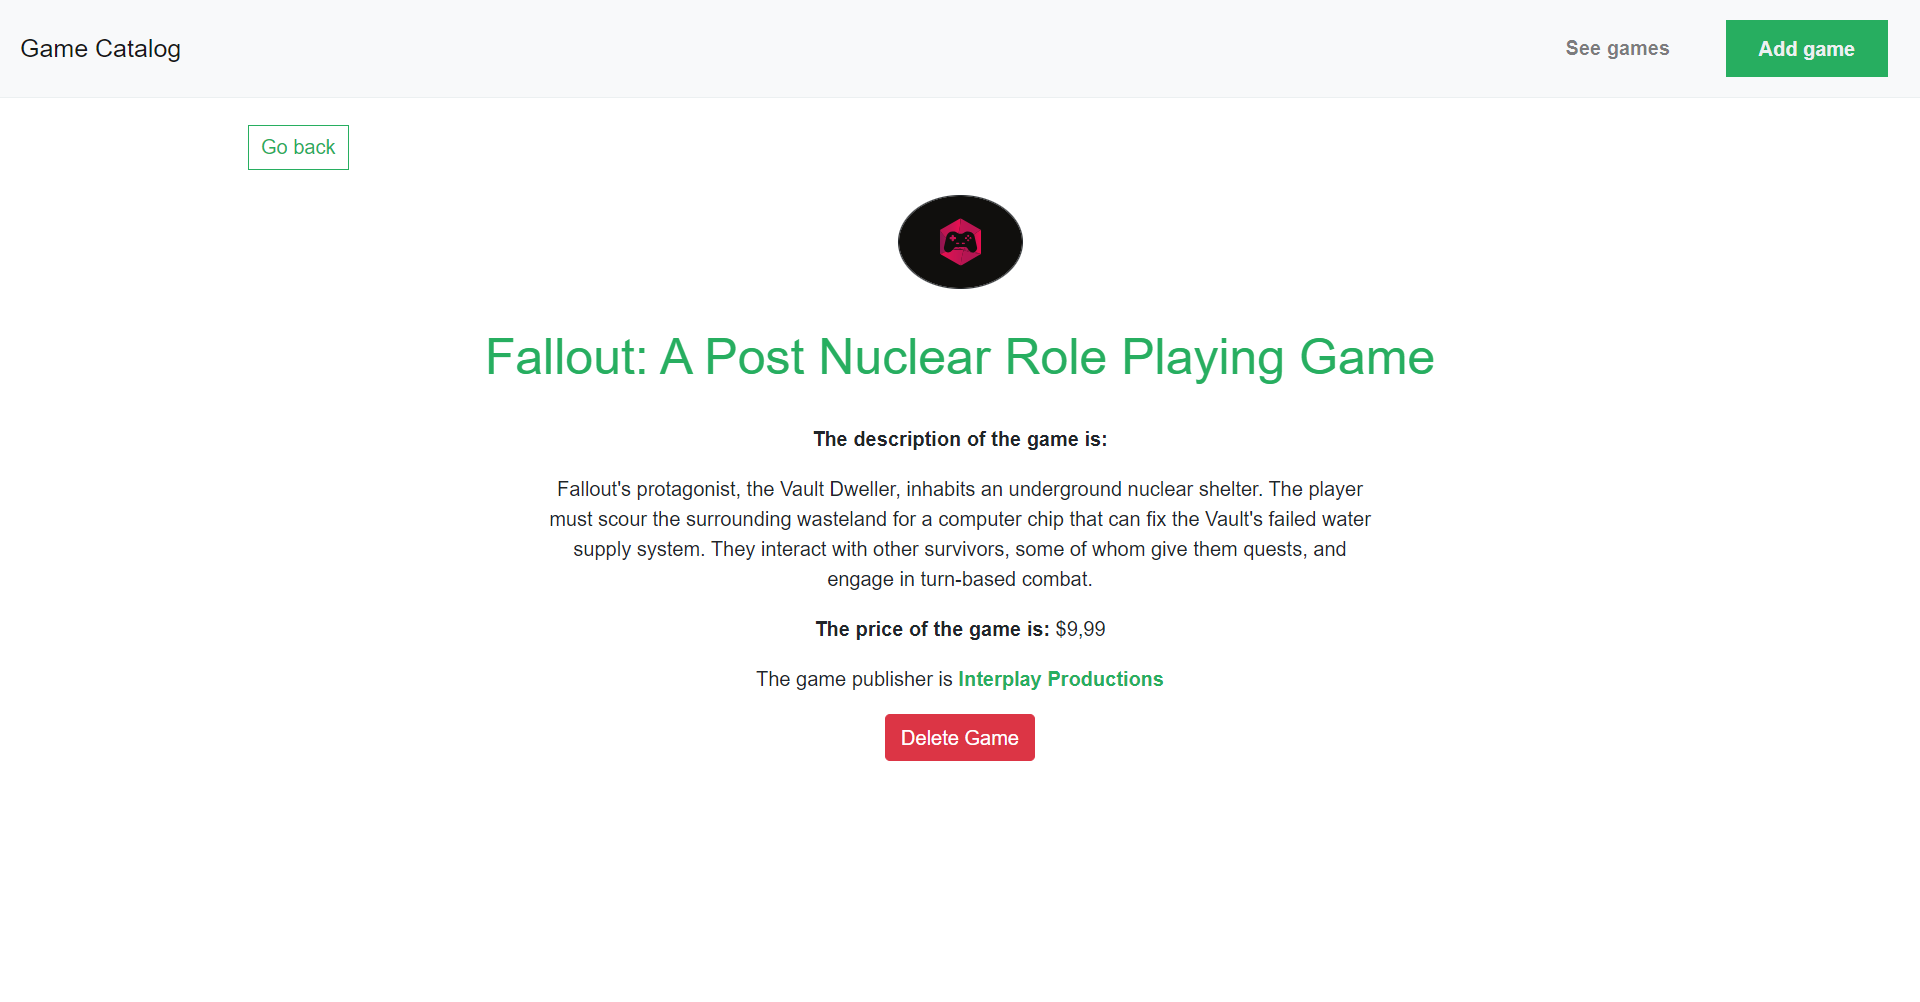 Game Catalog
See games
Add game
Go back
Fallout: A Post Nuclear Role Playing Game
The description of the game is:
Fallout's protagonist, the Vault Dweller, inhabits an underground nuclear shelter. The player
must scour the surrounding wasteland for a computer chip that can fix the Vault's failed water
supply system. They interact with other survivors, some of whom give them quests, and
engage in turn-based combat.
The price of the game is: $9,99
The game publisher is Interplay Productions
Delete Game